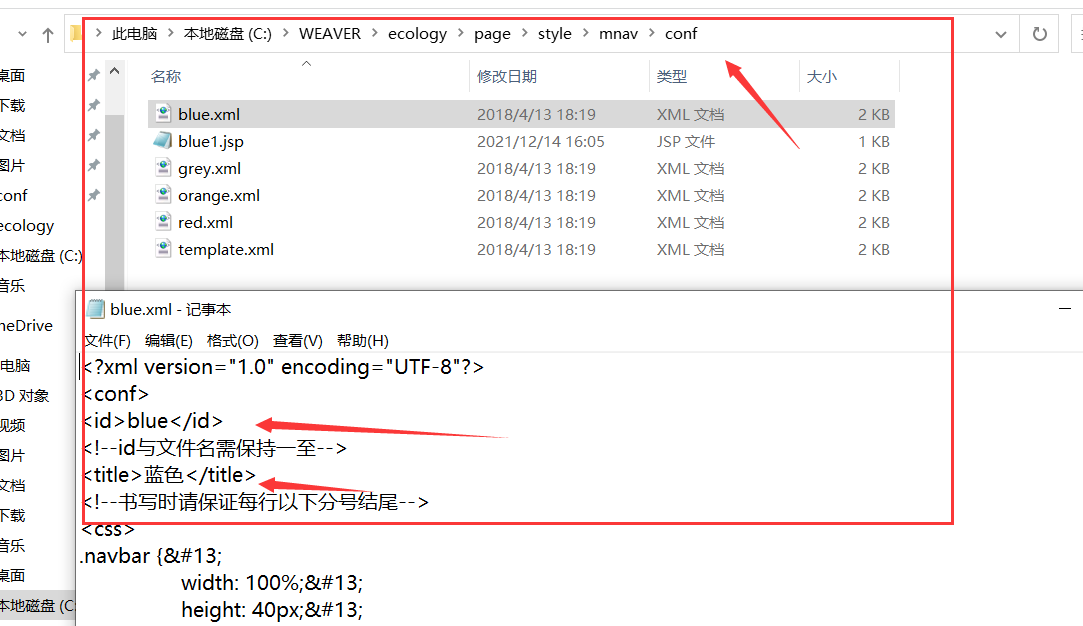 此电脑 > 本地磁盘 (C:) > WEAVER > ecology > page > style > mnav > conf
桌面
下载
文档
图片
conf
ecology
本地磁盘 (C:)
音乐
neDrive
电脑
3D 对象
视频
图片
文档
下载
音乐
桌面
本地磁盘 (C:
名称 修改日期 类型 大小
blue.xml 2018/4/13 18:19 XML 文档 2 KB
blue1.jsp 2021/12/14 16:05 JSP 文件 1 KB
grey.xml 2018/4/13 18:19 XML 文档 2 KB
orange.xml 2018/4/13 18:19 XML 文档 2 KB
red.xml 2018/4/13 18:19 XML 文档 2 KB
template.xml 2018/4/13 18:19 XML 文档 2 KB
blue.xml - 记事本
文件(F) 编辑(E) 格式(O) 查看(V) 帮助(H)
<?xml version="1.0" encoding="UTF-8"?>
<conf>
<id>blue</id>
<!--id与文件名需保持一至-->
<title>蓝色</title>
<!--书写时请保证每行以下分号结尾-->
<css>
.navbar {&#13;
width: 100%;&#13;
height: 40px;&#13;